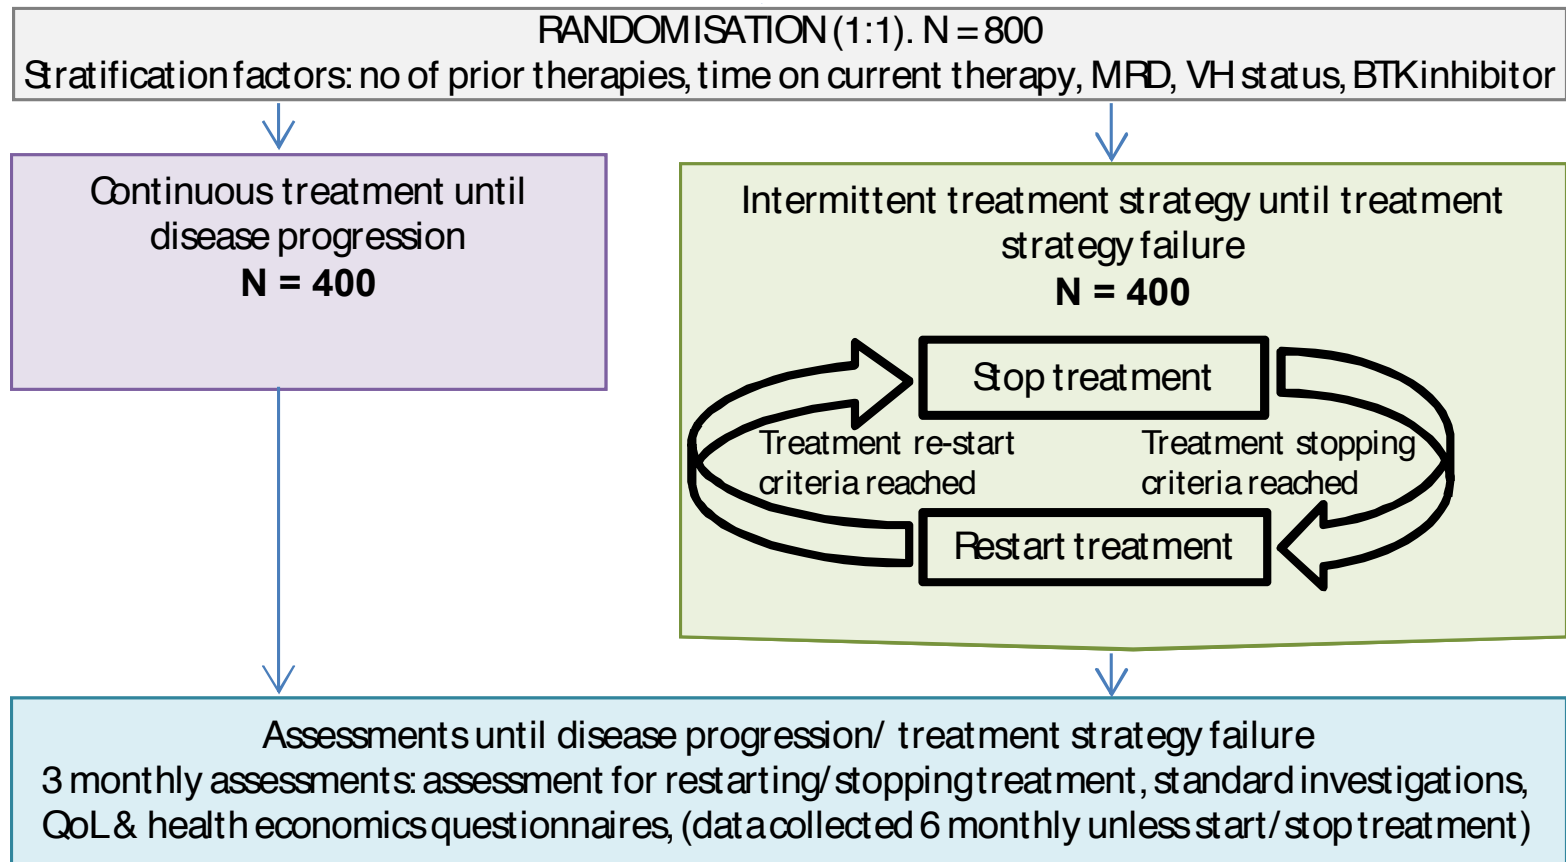 RANDOMISATION (1:1). N = 800
Stratification factors: no of prior therapies, time on current therapy, MRD, VH status, BTK inhibitor
Continuous treatment until
disease progression
N = 400
Intermittent treatment strategy until treatment
strategy failure
N = 400
Stop treatment
Treatment re-start
criteria reached
Treatment stopping
criteria reached
Restart treatment
Assessments until disease progression/ treatment strategy failure
3 monthly assessments: assessment for restarting/stopping treatment, standard investigations,
QoL & health economics questionnaires, (data collected 6 monthly unless start/stop treatment)